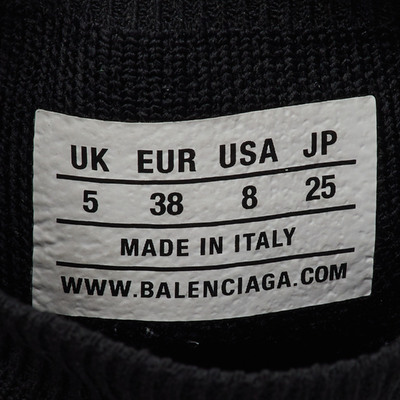 UK EUR USA JP
5 38 8 25
MADE IN ITALY
WWW.BALENCIAGA.COM